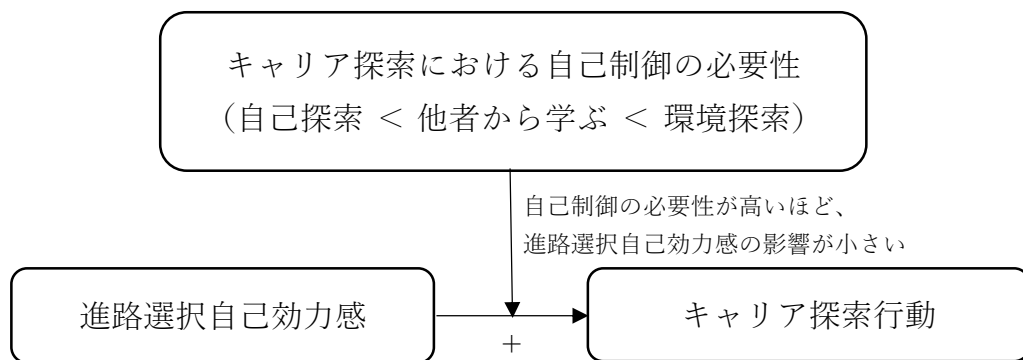 キャリア探索における自己制御の必要性
（自己探索 < 他者から学ぶ < 環境探索）
自己制御の必要性が高いほど、
進路選択自己効力感の影響が小さい
進路選択自己効力感
+
キャリア探索行動